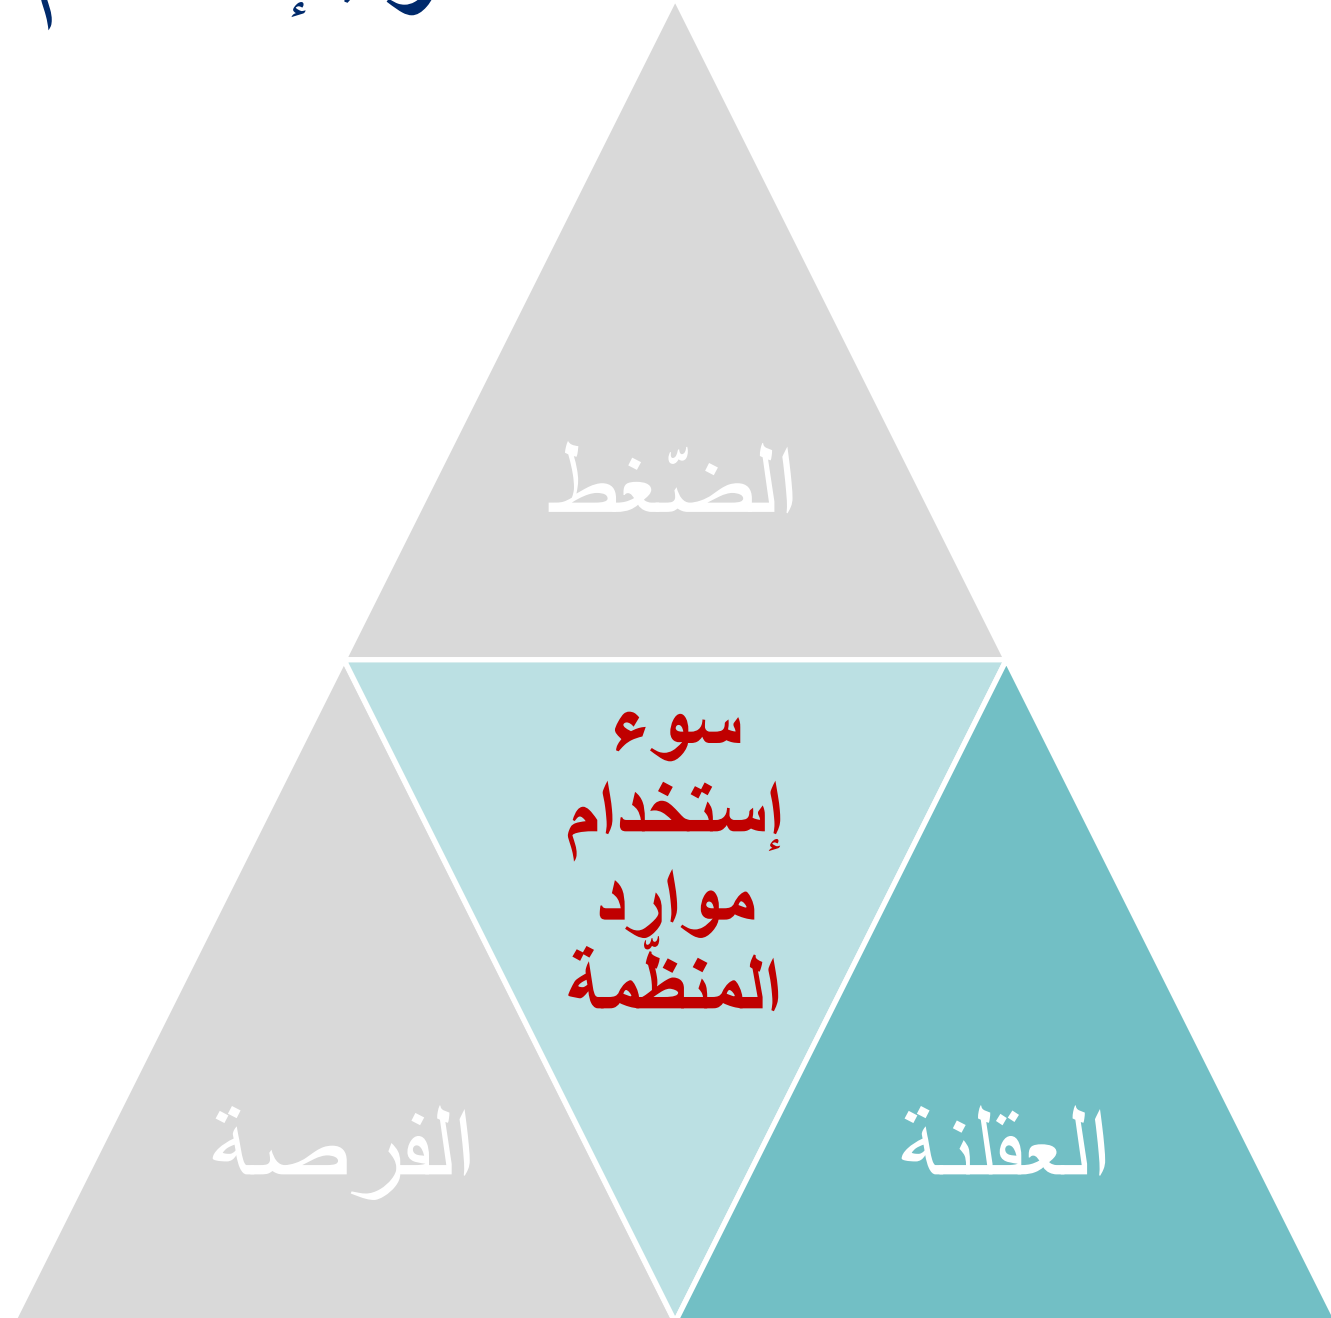 الضّغط
سوء
إستخدام
موارد
المنظّمة
الفرصة
العقلنة